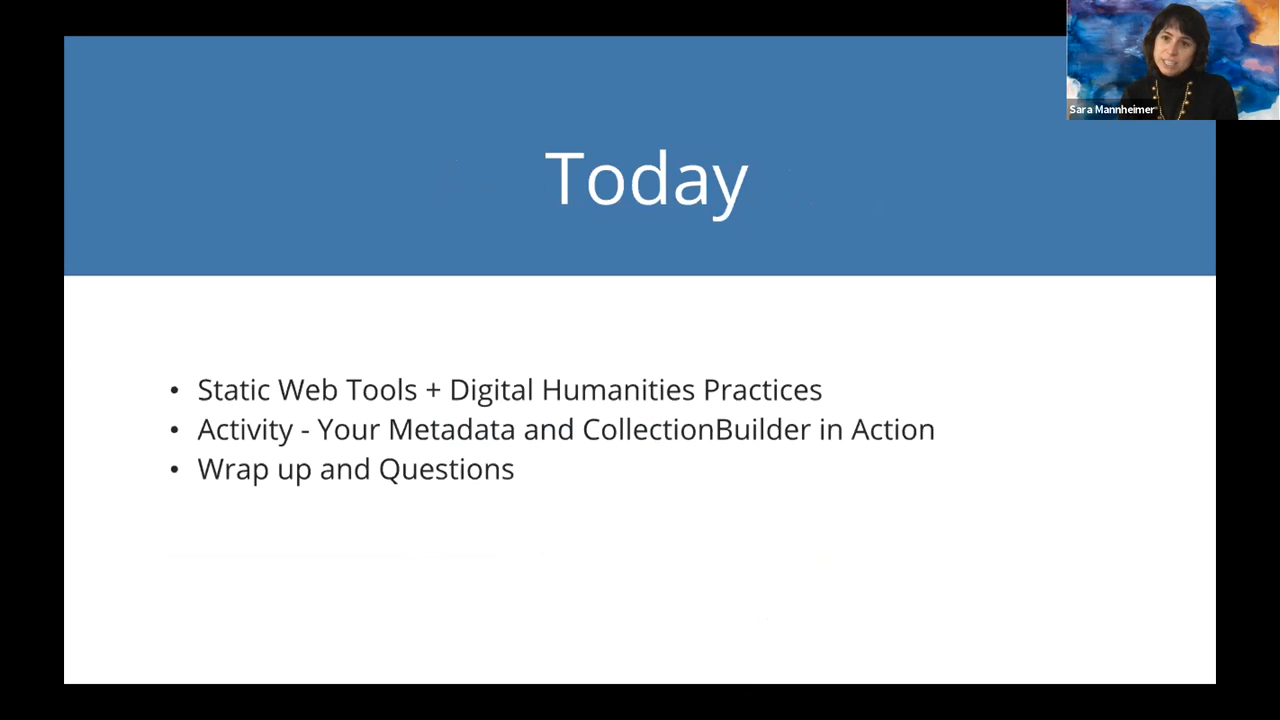 Sara Mannheimer
Today
• Static Web Tools + Digital Humanities Practices
• Activity - Your Metadata and CollectionBuilder in Action
• Wrap up and Questions